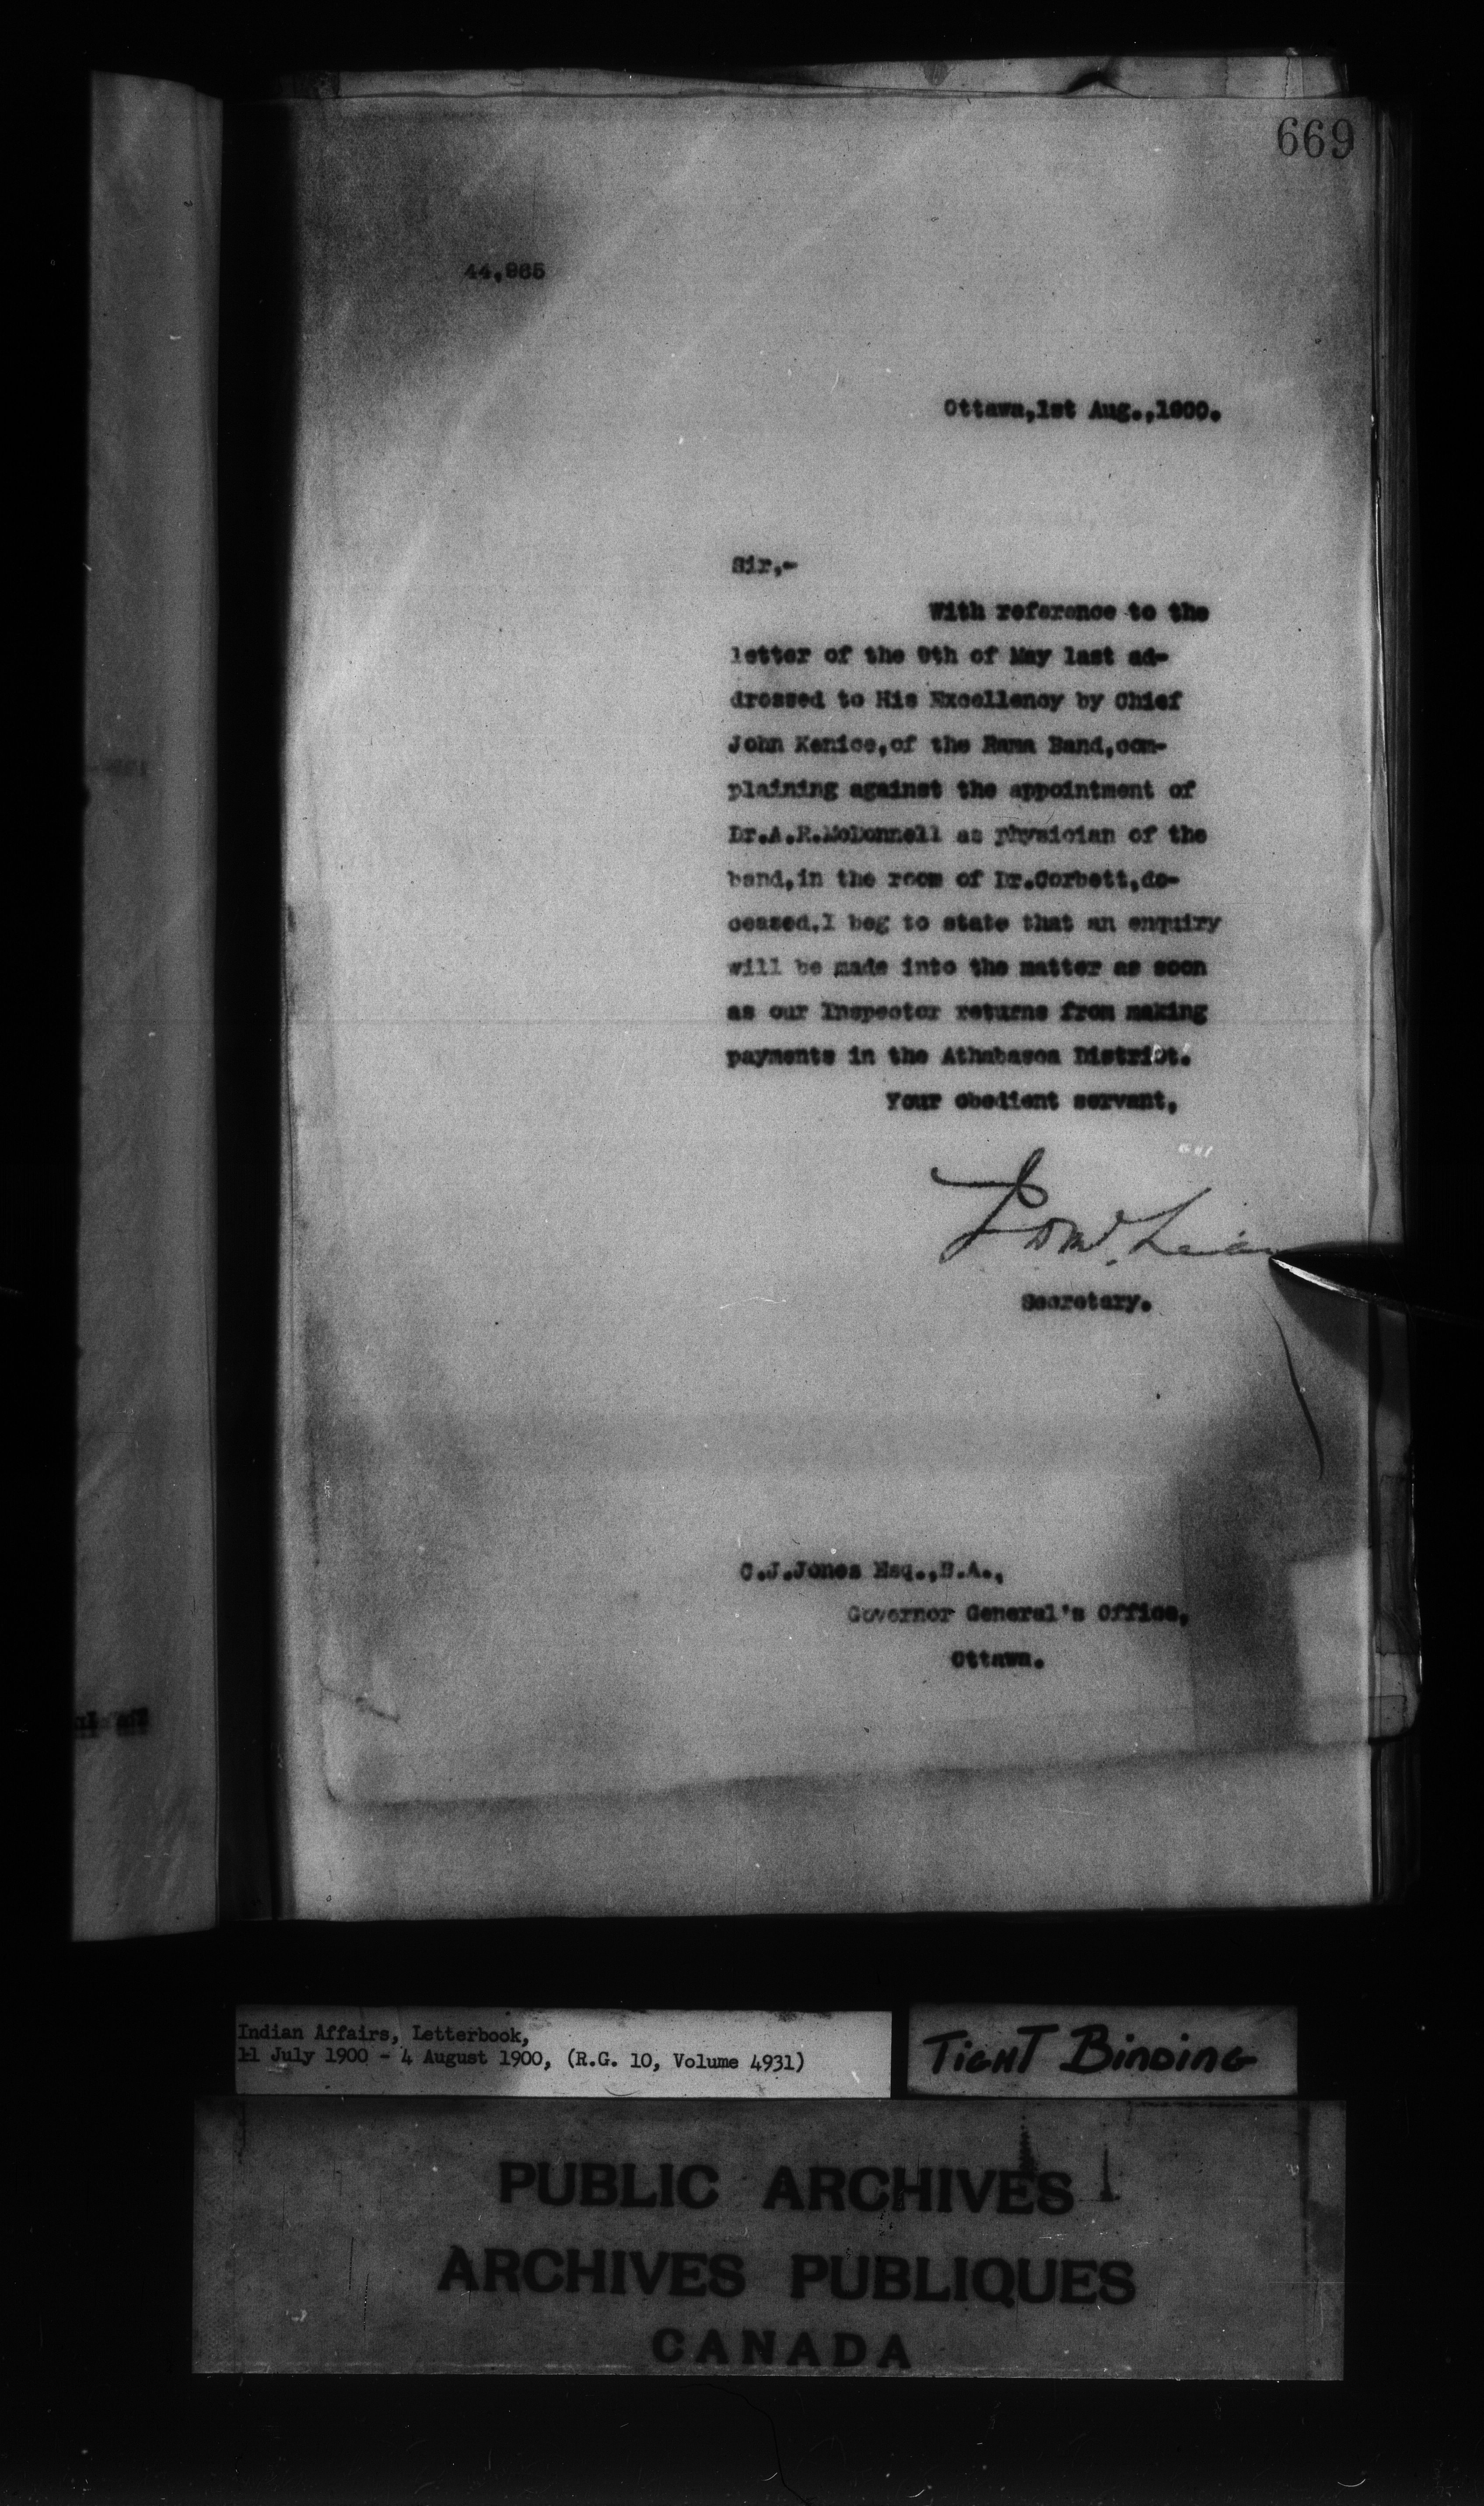 669
44,965
Ottawa,1st Aug.,1900.
Sir,-
With reference to the
letter of the 9th of May last ad-
dressed to His Excellency by Chief
John Kenice,of the Rama Band,com-
plaining against the appointment of
Dr.A.R.McDonnell as physician of the
band,in the room of Dr.Corbett,de-
ceased,I beg to state that an enquiry
will be made into the matter as soon
as our Inspector returns from making
payments in the Athabasca District.
Your obedient servant,
Secretary.
C.J.Jones Esq.,B.A.,
Governor General's Office,
Ottawa.
Indian Affairs, Letterbook,
11 July 1900 - 4 August 1900, (R.G. 10, Volume 4931)
TIGHT BINDING
PUBLIC ARCHIVES
ARCHIVES PUBLIQUES
CANADA